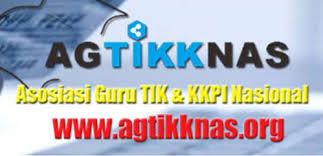 AGTIKKNAS
Asosiasi Guru TIK & KKPI Nasional
www.agtikknas.org